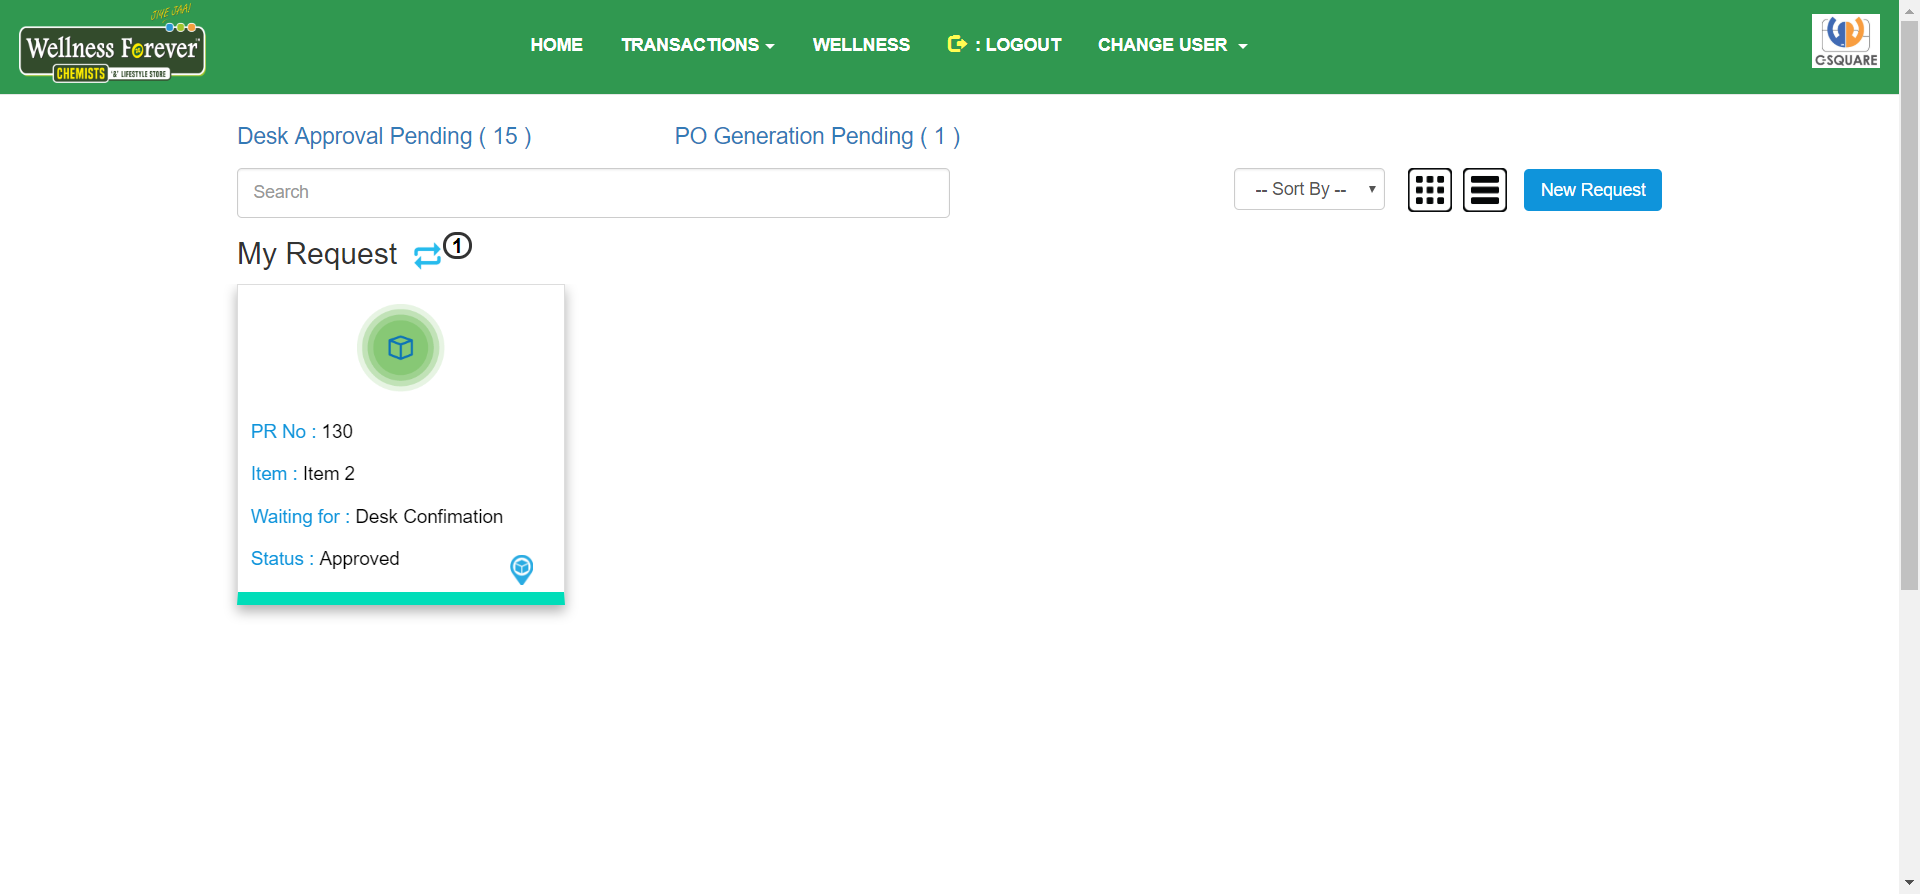 JIYE JAA!
Wellness Forever
CHEMISTS '&' LIFESTYLE STORE
HOME TRANSACTIONS WELLNESS : LOGOUT CHANGE USER
C-SQUARE
Desk Approval Pending ( 15 ) PO Generation Pending ( 1 )
Search -- Sort By -- New Request
My Request 1
PR No : 130
Item : Item 2
Waiting for : Desk Confimation
Status : Approved